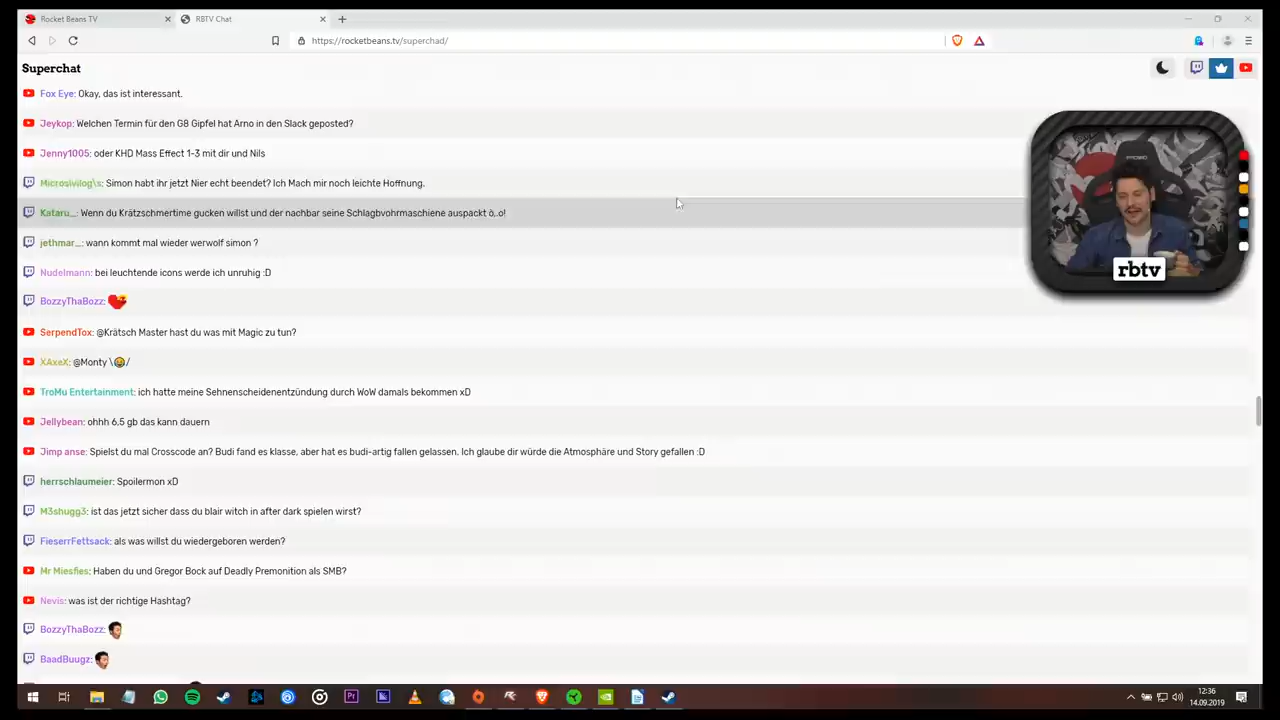 Rocket Beans TV
RBTV Chat
https://rocketbeans.tv/superchad/
Superchat
Fox Eye: Okay, das ist interessant.
Jeykop: Welchen Termin für den G8 Gipfel hat Arno in den Slack geposted?
Jenny1005: oder KHD Mass Effect 1-3 mit dir und Nils
Microsivilog\s: Simon habt ihr jetzt Nier echt beendet? Ich Mach mir noch leichte Hoffnung.
Kataru_: Wenn du Krätzschmertime gucken willst und der nachbar seine Schlagbvohrmaschiene auspackt ò,.o!
jethmar_: wann kommt mal wieder werwolf simon ?
Nudelmann: bei leuchtende icons werde ich unruhig :D
BozzyThaBozz:
SerpendTox: @Krätsch Master hast du was mit Magic zu tun?
XAxeX: @Monty \😂/
TroMu Entertainment: ich hatte meine Sehnenscheidenentzündung durch WoW damals bekommen xD
Jellybean: ohhh 6,5 gb das kann dauern
Jimp anse: Spielst du mal Crosscode an? Budi fand es klasse, aber hat es budi-artig fallen gelassen. Ich glaube dir würde die Atmosphäre und Story gefallen :D
herrschlaumeier: Spoilermon xD
M3shugg3: ist das jetzt sicher dass du blair witch in after dark spielen wirst?
FieserrFettsack: als was willst du wiedergeboren werden?
Mr Miesfies: Haben du und Gregor Bock auf Deadly Premonition als SMB?
Nevis: was ist der richtige Hashtag?
BozzyThaBozz:
BaadBuugz:
rbtv
12:36
14.09.2019